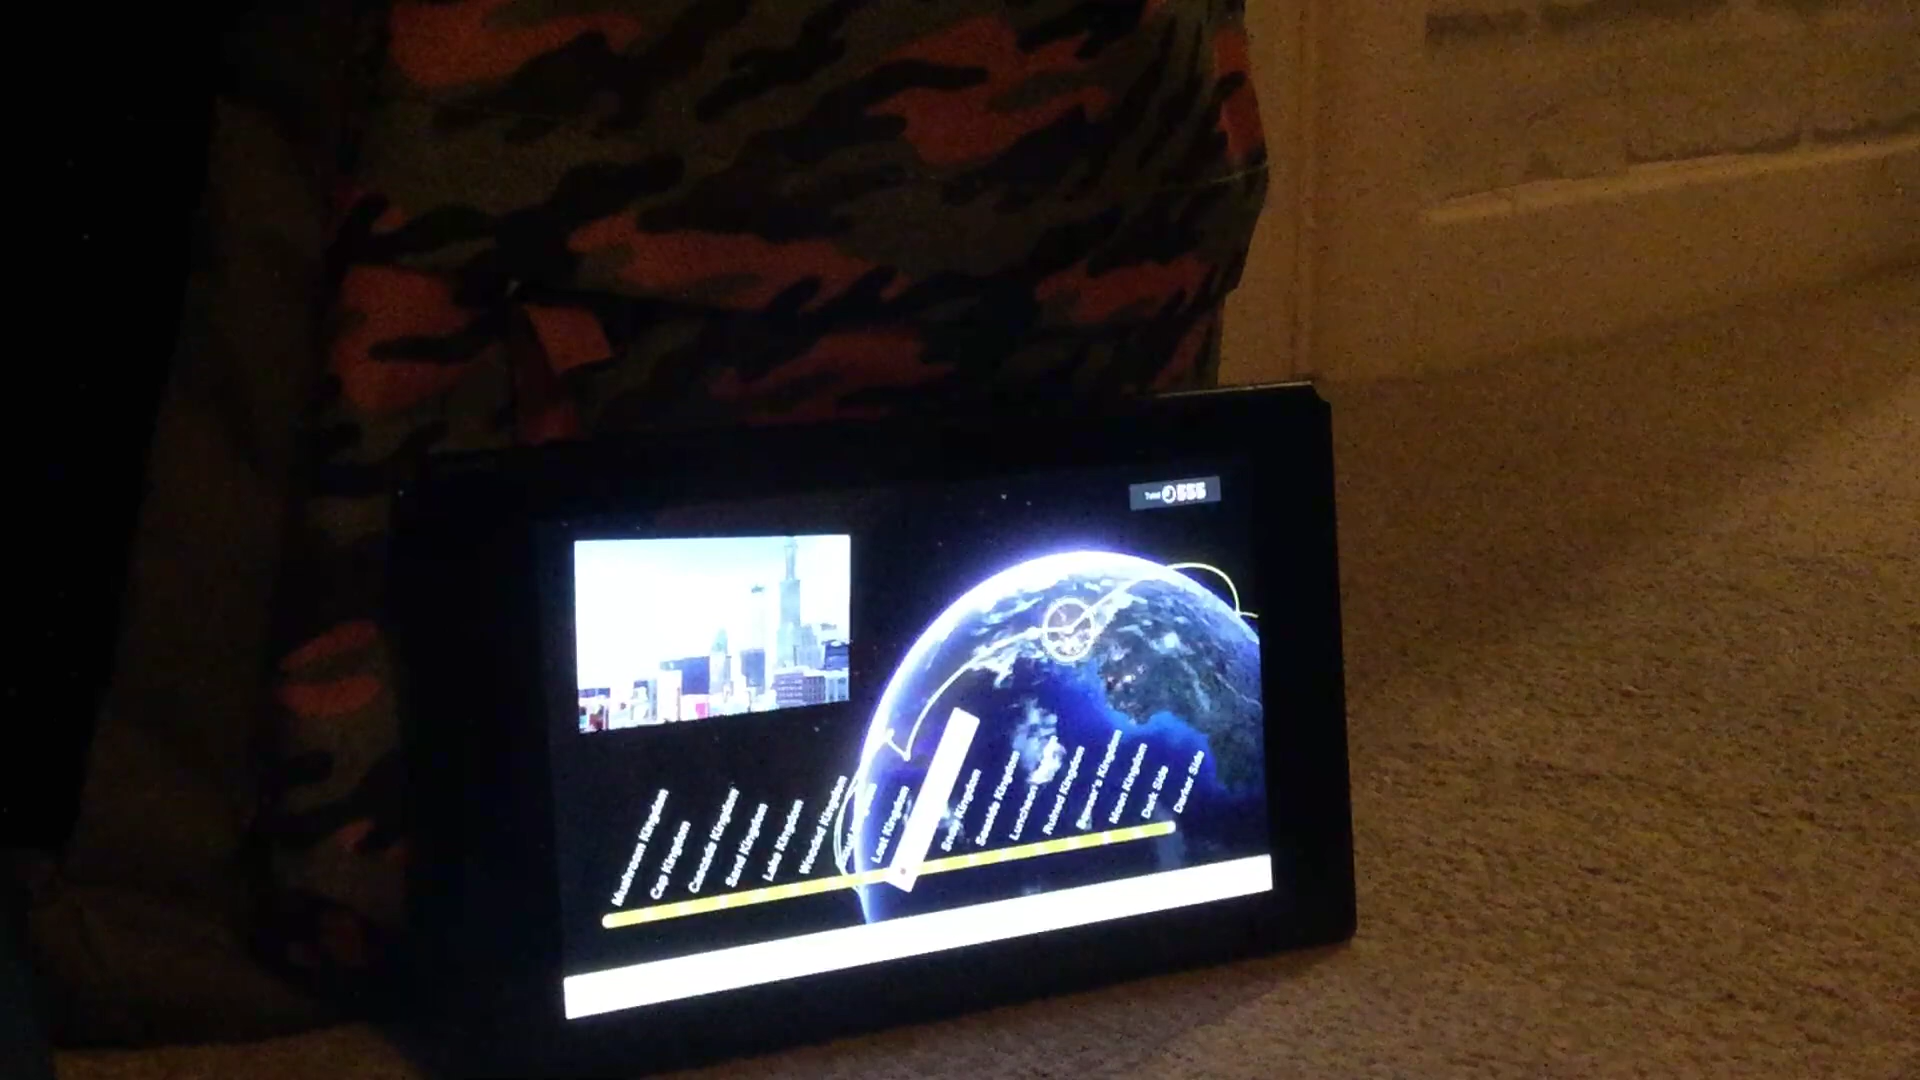 Total 555
Mushroom Kingdom
Cap Kingdom
Cascade Kingdom
Sand Kingdom
Lake Kingdom
Wooded Kingdom
Lost Kingdom
Snow Kingdom
Seaside Kingdom
Luncheon
Ruined Kingdom
Bowser's Kingdom
Moon Kingdom
Dark Side
Darker Side